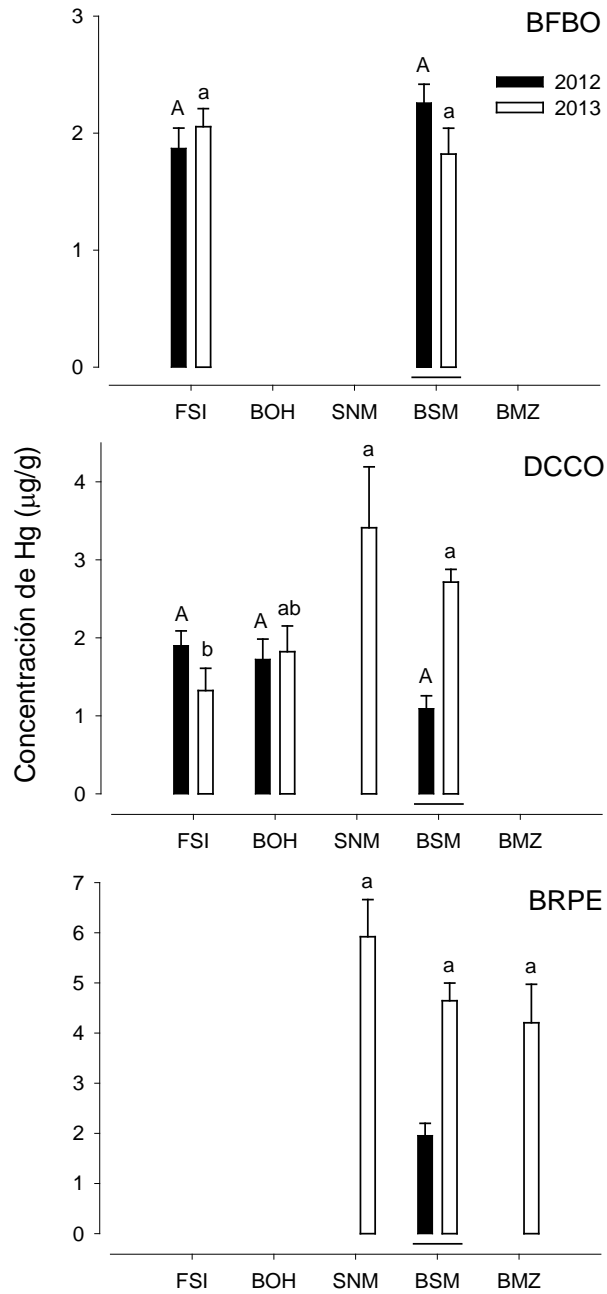 BFBO
3
2
1
0
A
a
A
a
2012
2013
FSI BOH SNM BSM BMZ
Concentración de Hg (µg/g)
DCCO
4
3
2
1
0
A
b
A
ab
a
A
a
FSI BOH SNM BSM BMZ
BRPE
7
6
5
4
3
2
1
0
a
a
a
FSI BOH SNM BSM BMZ